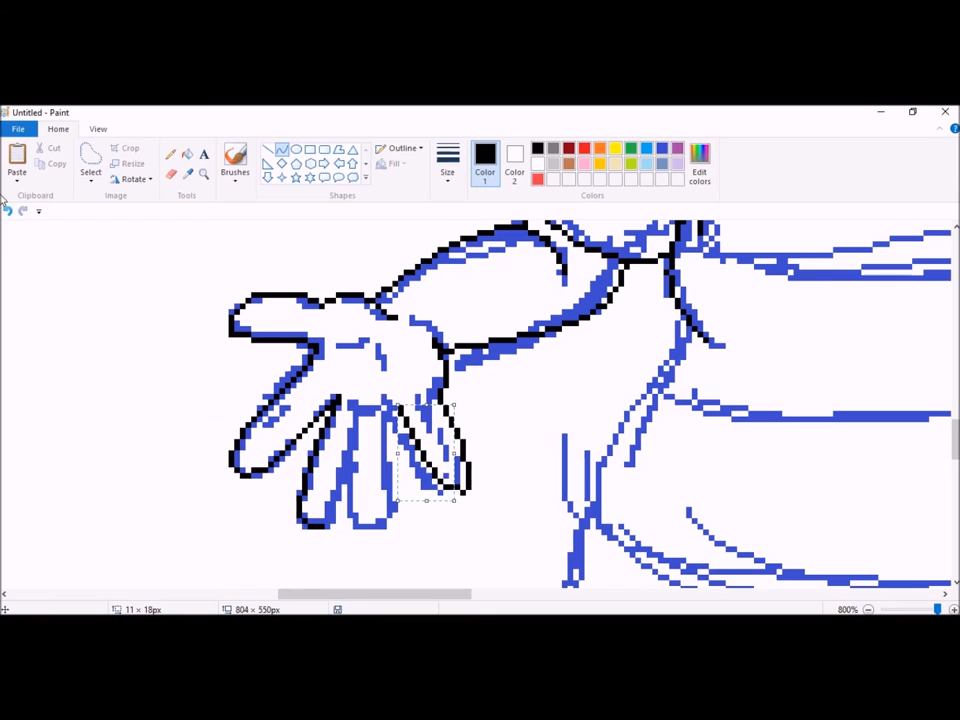 Untitled - Paint
File Home View
Cut Crop Outline
Copy Resize Fill
Paste Select Rotate A Brushes Size Color Color Edit
1 2 colors
Clipboard Image Tools Shapes Colors
11 × 18px 804 × 550px 800%